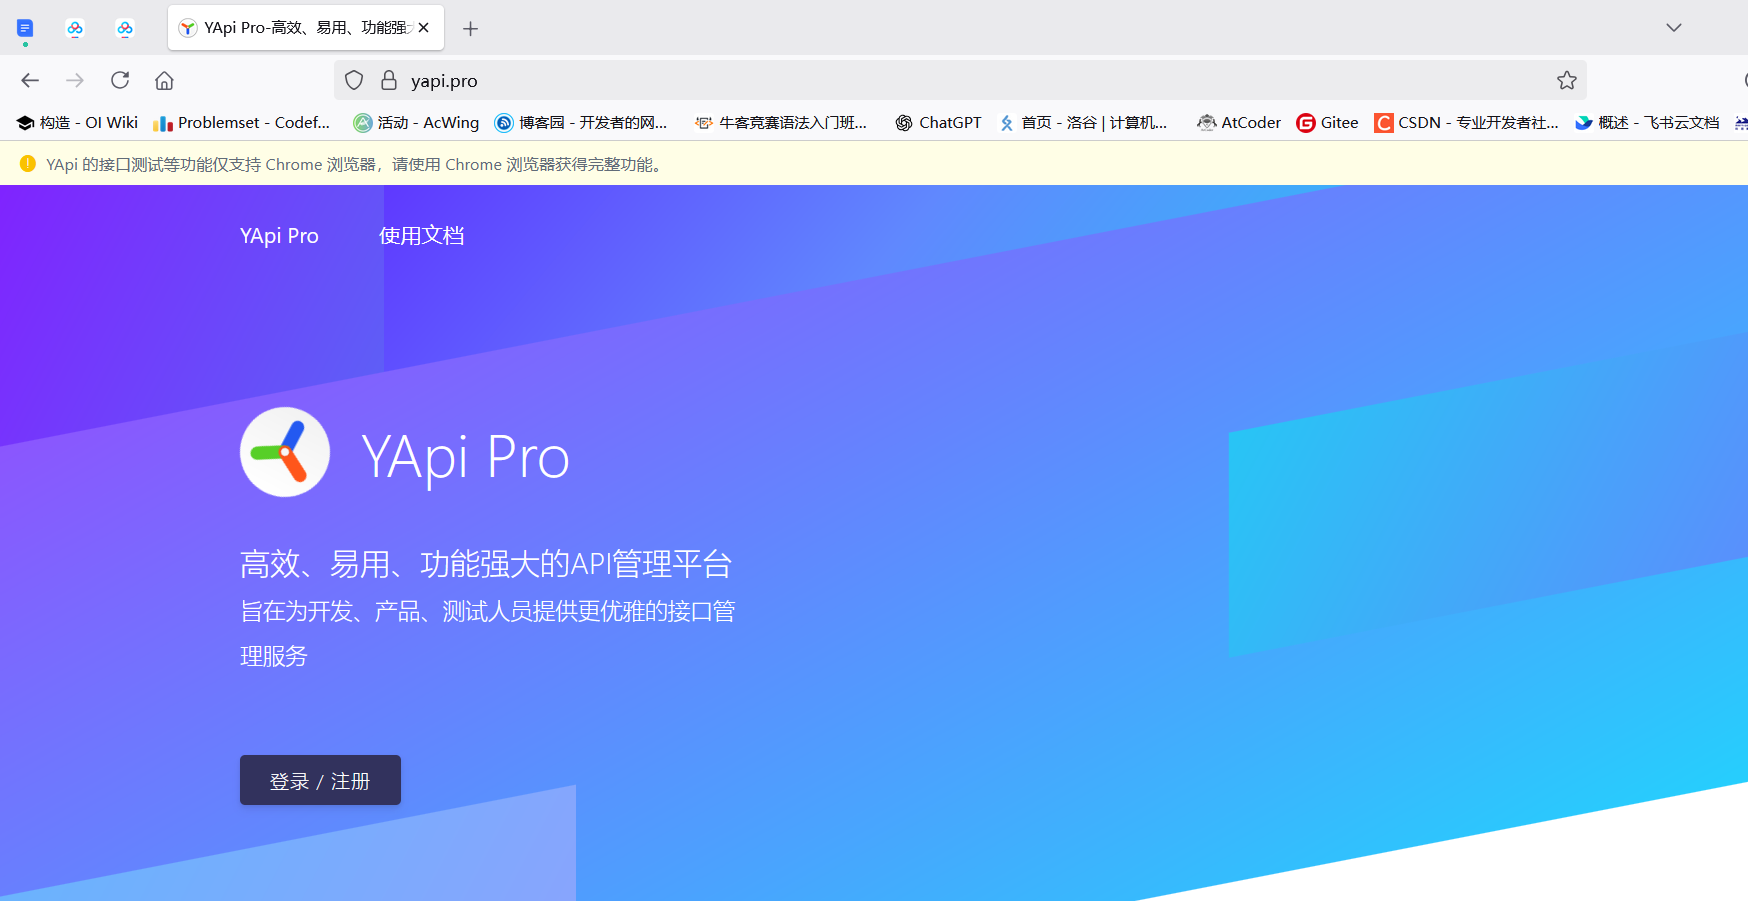 YApi Pro-高效、易用、功能强
yapi.pro
构造 - OI Wiki
Problemset - Codef...
活动 - AcWing
博客园 - 开发者的网...
牛客竞赛语法入门班...
ChatGPT
首页 - 洛谷 | 计算机...
AtCoder
Gitee
CSDN - 专业开发者社...
概述 - 飞书云文档
YApi 的接口测试等功能仅支持 Chrome 浏览器，请使用 Chrome 浏览器获得完整功能。
YApi Pro
使用文档
YApi Pro
高效、易用、功能强大的API管理平台
旨在为开发、产品、测试人员提供更优雅的接口管
理服务
登录 / 注册